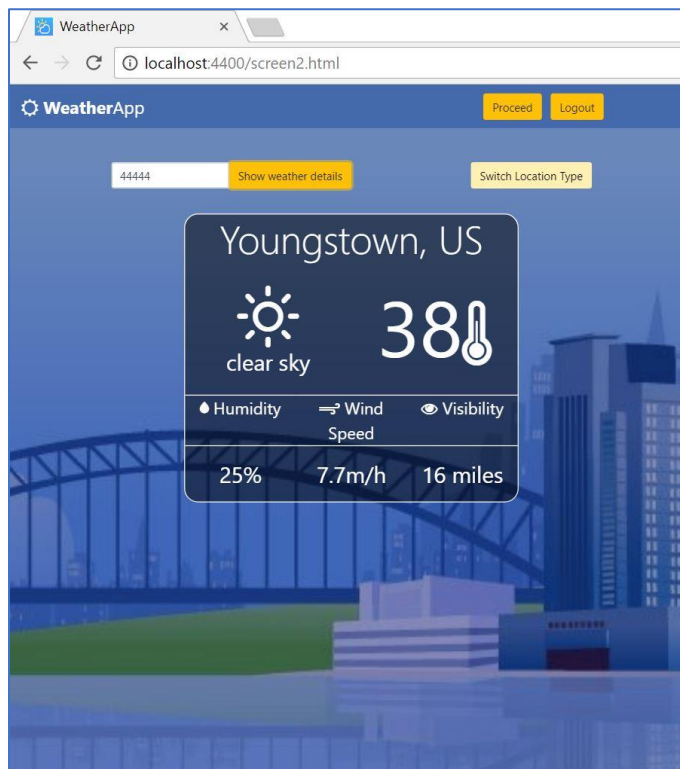 WeatherApp
localhost:4400/screen2.html
WeatherApp Proceed Logout
44444 Show weather details Switch Location Type
Youngstown, US
38
clear sky
Humidity Wind Speed Visibility
25% 7.7m/h 16 miles